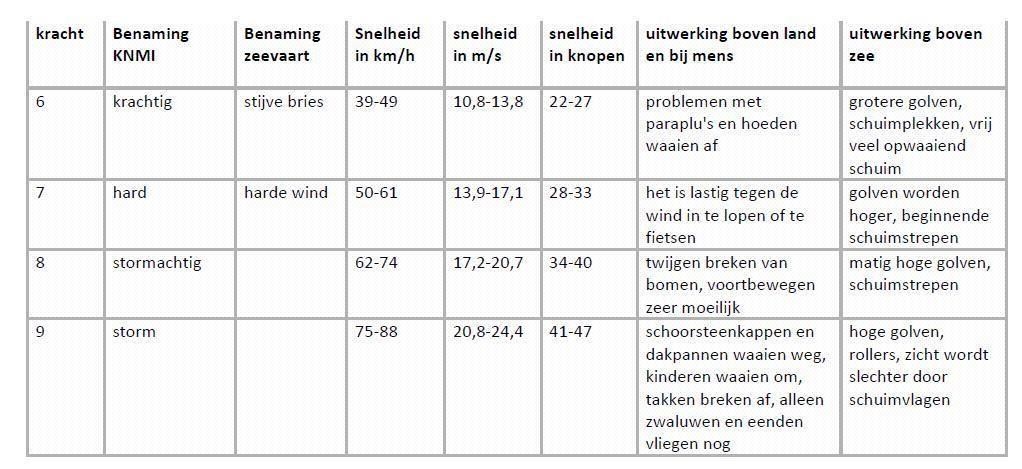 kracht Benaming KNMI Benaming zeevaart Snelheid in km/h snelheid in m/s snelheid in knopen uitwerking boven land en bij mens uitwerking boven zee
6 krachtig stijve bries 39-49 10,8-13,8 22-27 problemen met grotere golven,
paraplu's en hoeden schuimplekken, vrij
waaien af veel opwaaiend
schuim
7 hard harde wind 50-61 13,9-17,1 28-33 het is lastig tegen de golven worden
wind in te lopen of te hoger, beginnende
fietsen schuimstrepen
8 stormachtig 62-74 17,2-20,7 34-40 twijgen breken van matig hoge golven,
bomen, voortbewegen schuimstrepen
zeer moeilijk
9 storm 75-88 20,8-24,4 41-47 schoorsteenkappen en hoge golven,
dakpannen waaien weg, rollers, zicht wordt
kinderen waaien om, slechter door
takken breken af, alleen schuimvlagen
zwaluwen en eenden
vliegen nog